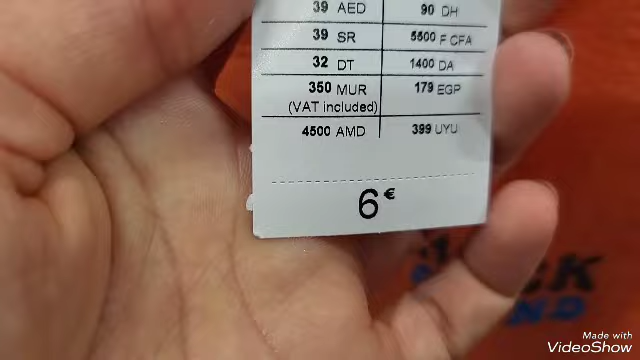 39 AED 90 DH
39 SR 5500 F CFA
32 DT 1400 DA
350 MUR 179 EGP
(VAT included)
4500 AMD 399 UYU
6€
Made with
VideoShow